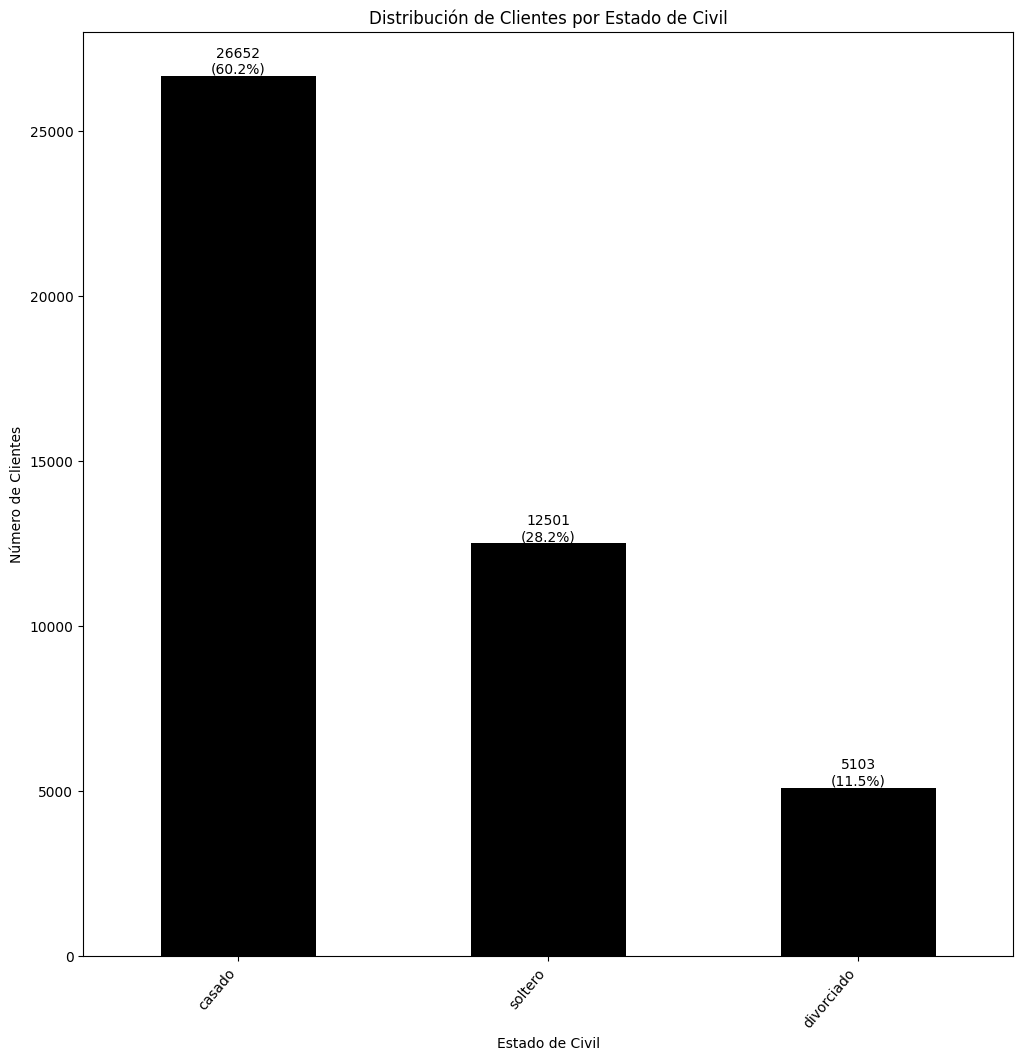 Distribución de Clientes por Estado de Civil
26652
(60.2%)
12501
(28.2%)
5103
(11.5%)
Número de Clientes
25000
20000
15000
10000
5000
0
casado
soltero
divorciado
Estado de Civil